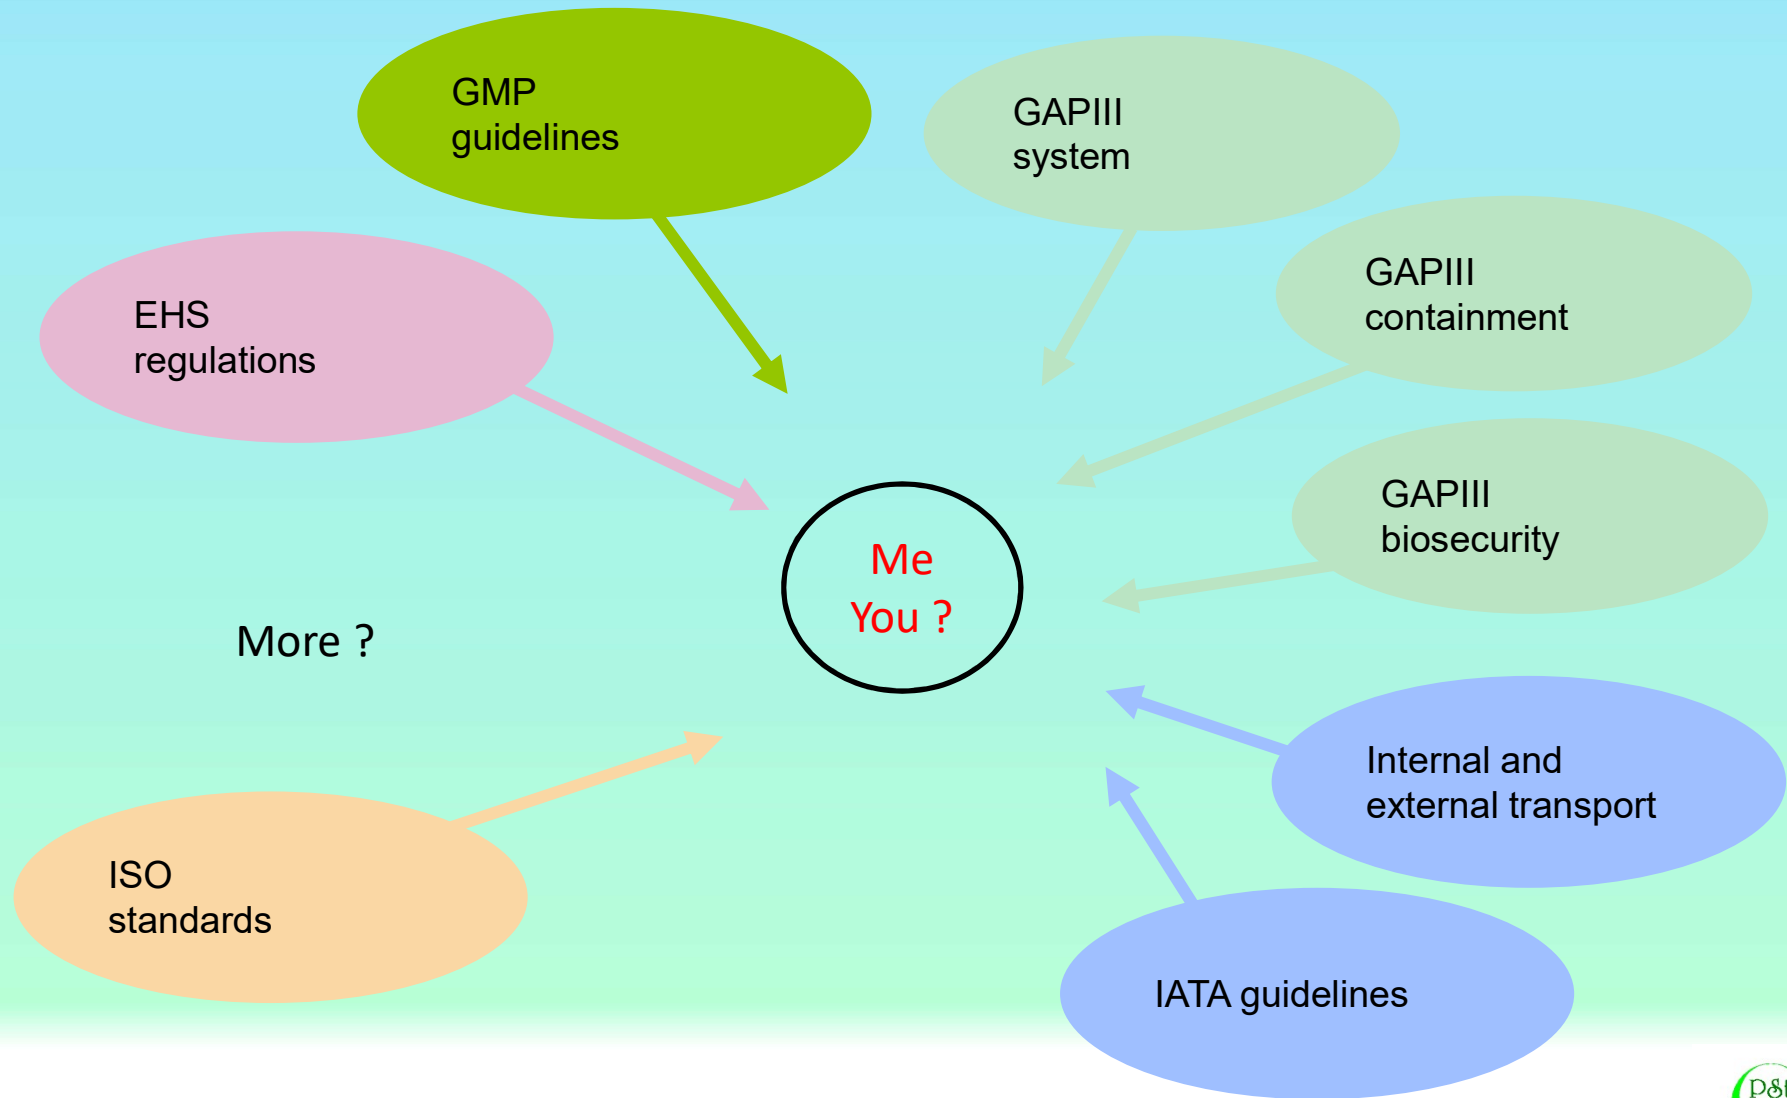 GMP
guidelines
GAPIII
system
GAPIII
containment
EHS
regulations
GAPIII
biosecurity
Me
You ?
More ?
Internal and
external transport
ISO
standards
IATA guidelines